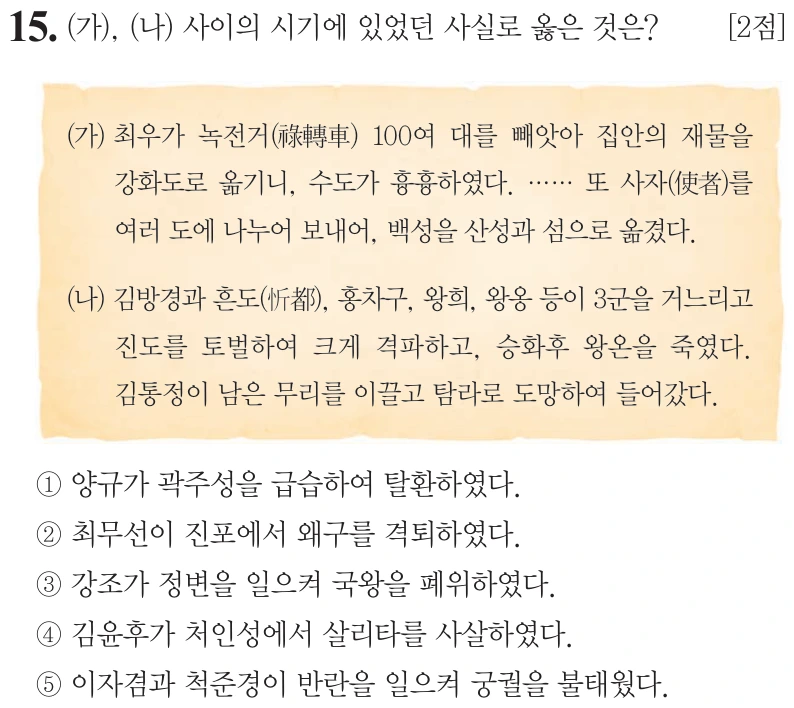 15. (가), (나) 사이의 시기에 있었던 사실로 옳은 것은? [2점]
(가) 최우가 녹전거(祿轉車) 100여 대를 빼앗아 집안의 재물을
강화도로 옮기니, 수도가 흉흉하였다. …… 또 사자(使者)를
여러 도에 나누어 보내어, 백성을 산성과 섬으로 옮겼다.
(나) 김방경과 흔도(忻都), 홍차구, 왕희, 왕옹 등이 3군을 거느리고
진도를 토벌하여 크게 격파하고, 승화후 왕온을 죽였다.
김통정이 남은 무리를 이끌고 탐라로 도망하여 들어갔다.
① 양규가 곽주성을 급습하여 탈환하였다.
② 최무선이 진포에서 왜구를 격퇴하였다.
③ 강조가 정변을 일으켜 국왕을 폐위하였다.
④ 김윤후가 처인성에서 살리타를 사살하였다.
⑤ 이자겸과 척준경이 반란을 일으켜 궁궐을 불태웠다.